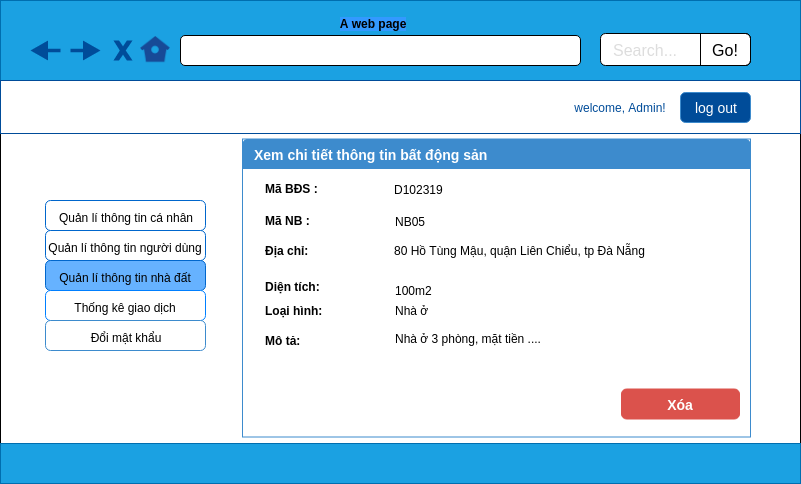 A web page
X
Search...
Go!
welcome, Admin!
log out
Xem chi tiết thông tin bất động sản
Mã BĐS :
D102319
Mã NB :
NB05
Địa chỉ:
80 Hồ Tùng Mậu, quận Liên Chiểu, tp Đà Nẵng
Diện tích:
100m2
Loại hình:
Nhà ở
Mô tả:
Nhà ở 3 phòng, mặt tiền ....
Xóa
Quản lí thông tin cá nhân
Quản lí thông tin người dùng
Quản lí thông tin nhà đất
Thống kê giao dịch
Đổi mật khẩu